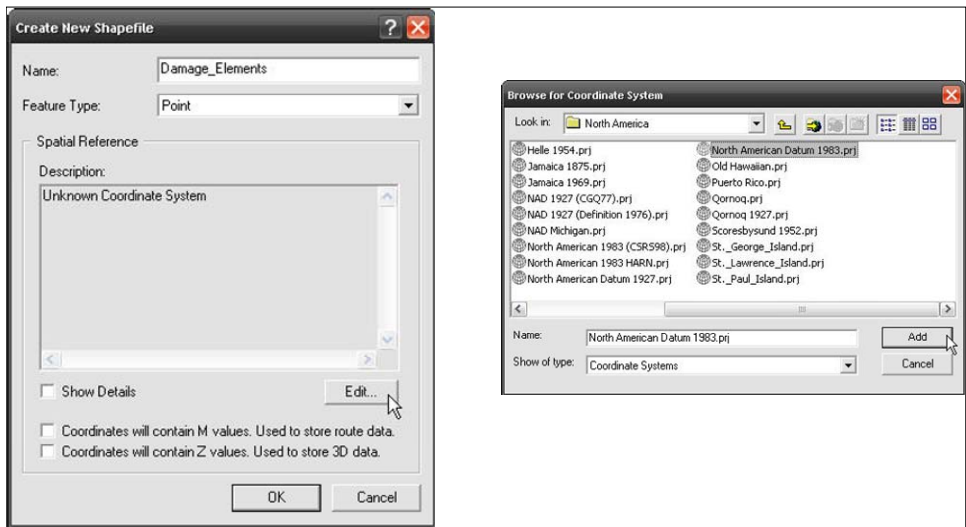 Create New Shapefile
Name:
Damage_Elements
Feature Type:
Point
Spatial Reference
Description:
Unknown Coordinate System
Show Details
Edit...
Coordinates will contain M values. Used to store route data.
Coordinates will contain Z values. Used to store 3D data.
OK
Cancel
Browse for Coordinate System
Look in:
North America
Helle 1954.prj
Jamaica 1875.prj
Jamaica 1969.prj
NAD 1927 (CGQ77).prj
NAD 1927 (Definition 1976).prj
NAD Michigan.prj
North American 1983 (CSRS98).prj
North American 1983 HARN.prj
North American Datum 1927.prj
North American Datum 1983.prj
Old Hawaiian.prj
Puerto Rico.prj
Qornoq.prj
Qornoq 1927.prj
Scoresbysund 1952.prj
St._George_Island.prj
St._Lawrence_Island.prj
St._Paul_Island.prj
Name:
North American Datum 1983.prj
Add
Show of type:
Coordinate Systems
Cancel